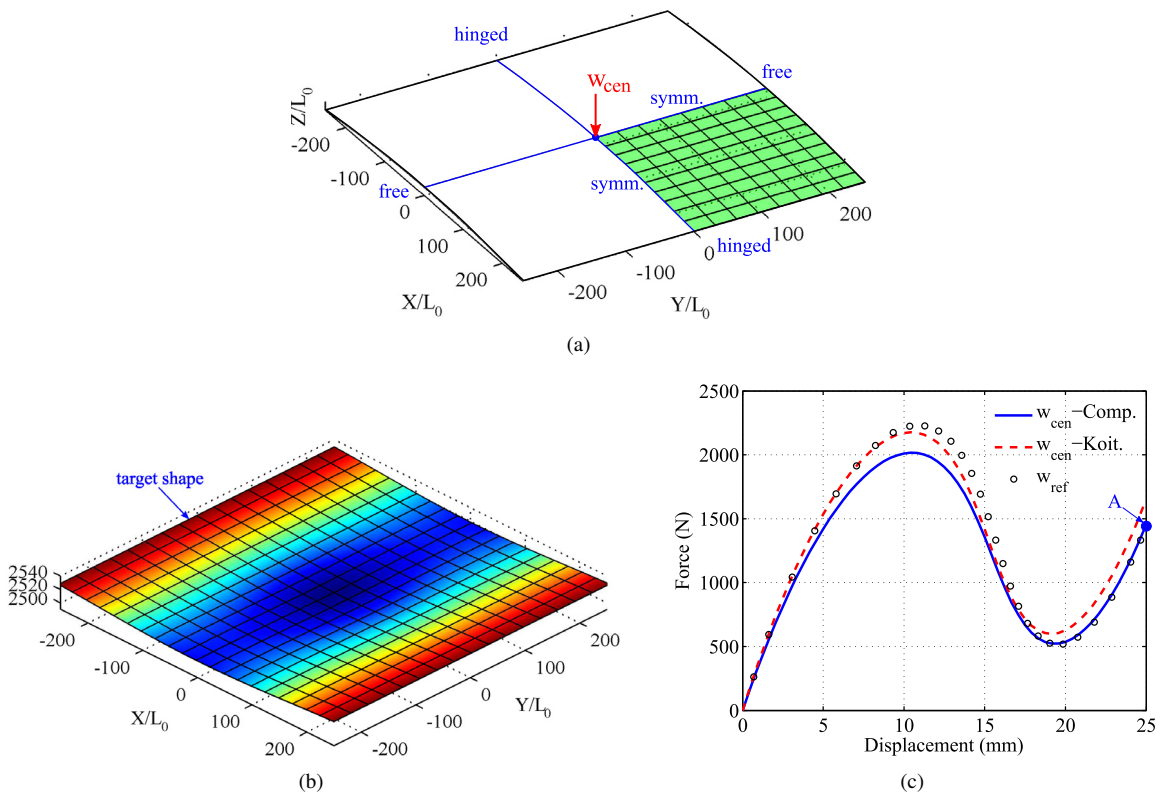 hinged
free
W_cen
symm.
Z/L_0
-200
-100
free
0
100
200
X/L_0
symm.
hinged
-200
-100
0
100
200
Y/L_0
(a)
target shape
2540
2520
2500
-200
-100
0
100
200
X/L_0
-200
-100
0
100
200
Y/L_0
(b)
2500
2000
1500
1000
500
0
Force (N)
w_cen−Comp.
w_cen−Koit.
w_ref
A
0 5 10 15 20 25
Displacement (mm)
(c)